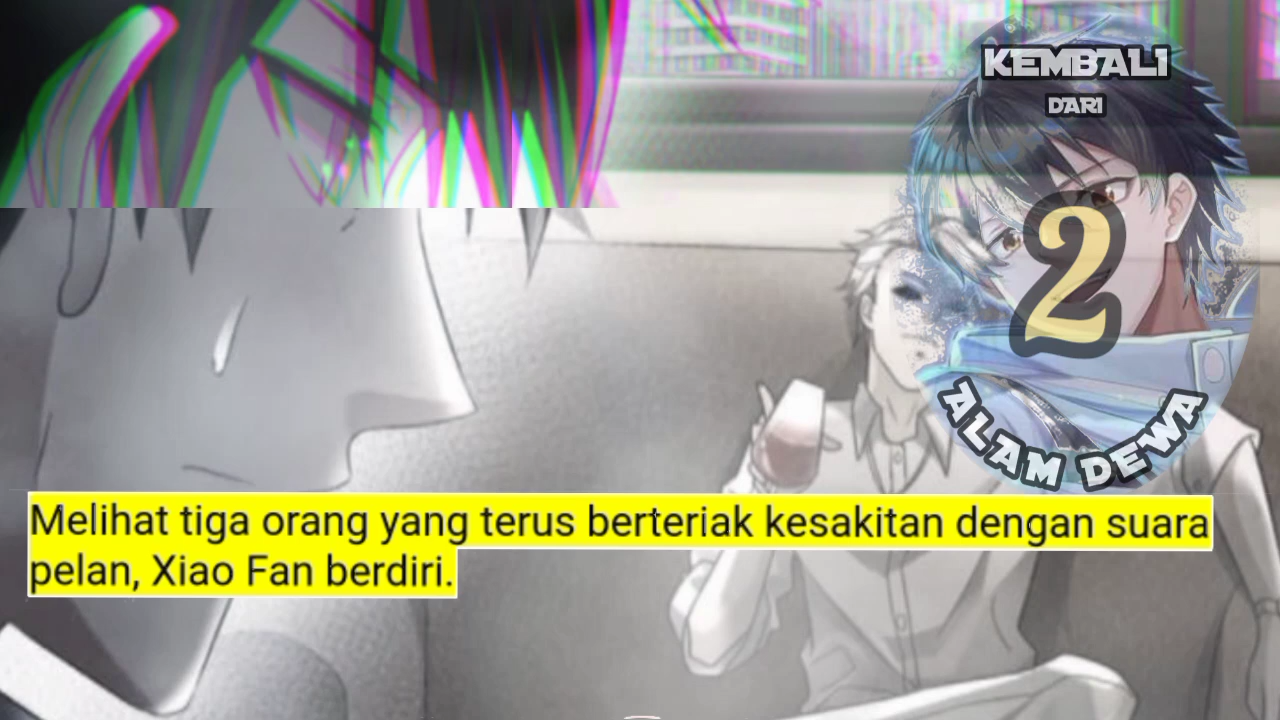 KEMBALI
DARI
2
ALAM DEWA
Melihat tiga orang yang terus berteriak kesakitan dengan suara
pelan, Xiao Fan berdiri.